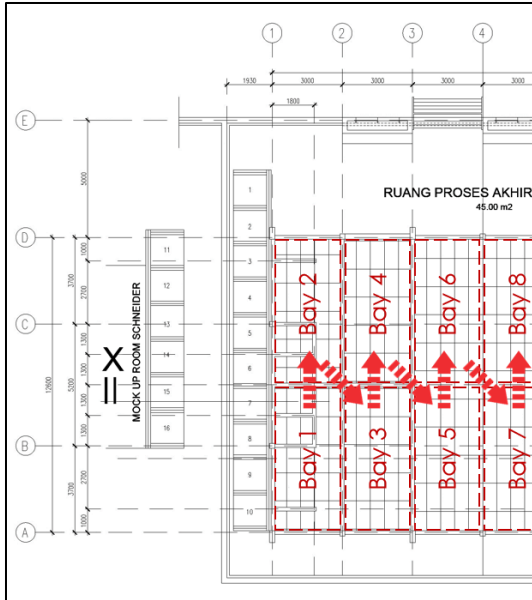 1
2
3
4
1930
3000
3000
3000
3000
1800
E
5000
RUANG PROSES AKHIR
45.00 m2
D
1000
3700
2700
C
1300
12600
5200
1300
1300
1300
B
3700
2700
1000
A
11
12
13
14
15
16
MOCK UP ROOM SCHNEIDER
X
=
1
2
3
4
5
6
7
8
9
10
Bay 2
Bay 4
Bay 6
Bay 8
Bay 1
Bay 3
Bay 5
Bay 7